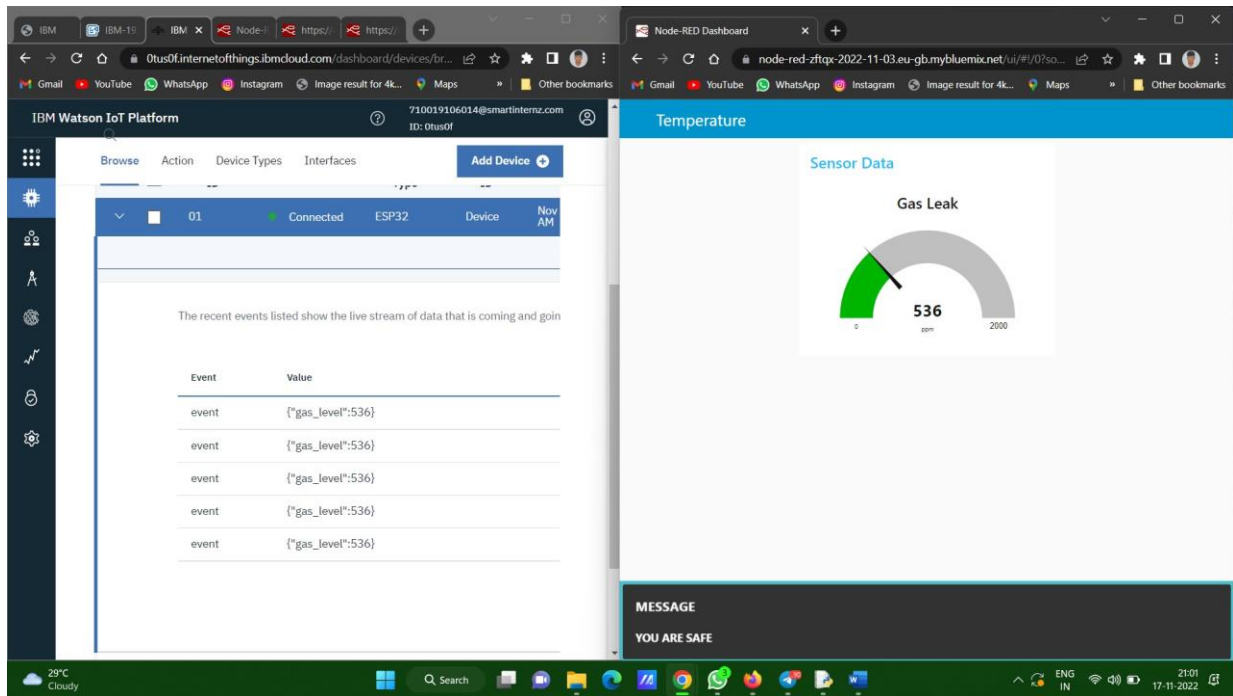 IBM
IBM-19
IBM
Node-R
https://
https://
0tus0f.internetofthings.ibmcloud.com/dashboard/devices/br...
Gmail YouTube WhatsApp Instagram Image result for 4k... Maps » Other bookmarks
IBM Watson IoT Platform
710019106014@smartinternz.com
ID: 0tus0f
Browse Action Device Types Interfaces Add Device
01 Connected ESP32 Device Nov
AM
The recent events listed show the live stream of data that is coming and goin
Event Value
event {"gas_level":536}
event {"gas_level":536}
event {"gas_level":536}
event {"gas_level":536}
event {"gas_level":536}
Node-RED Dashboard
node-red-zftqx-2022-11-03.eu-gb.mybluemix.net/ui/#!/0?so...
Gmail YouTube WhatsApp Instagram Image result for 4k... Maps » Other bookmarks
Temperature
Sensor Data
Gas Leak
536
0 ppm 2000
MESSAGE
YOU ARE SAFE
29°C
Cloudy
Search
ENG
IN
21:01
17-11-2022